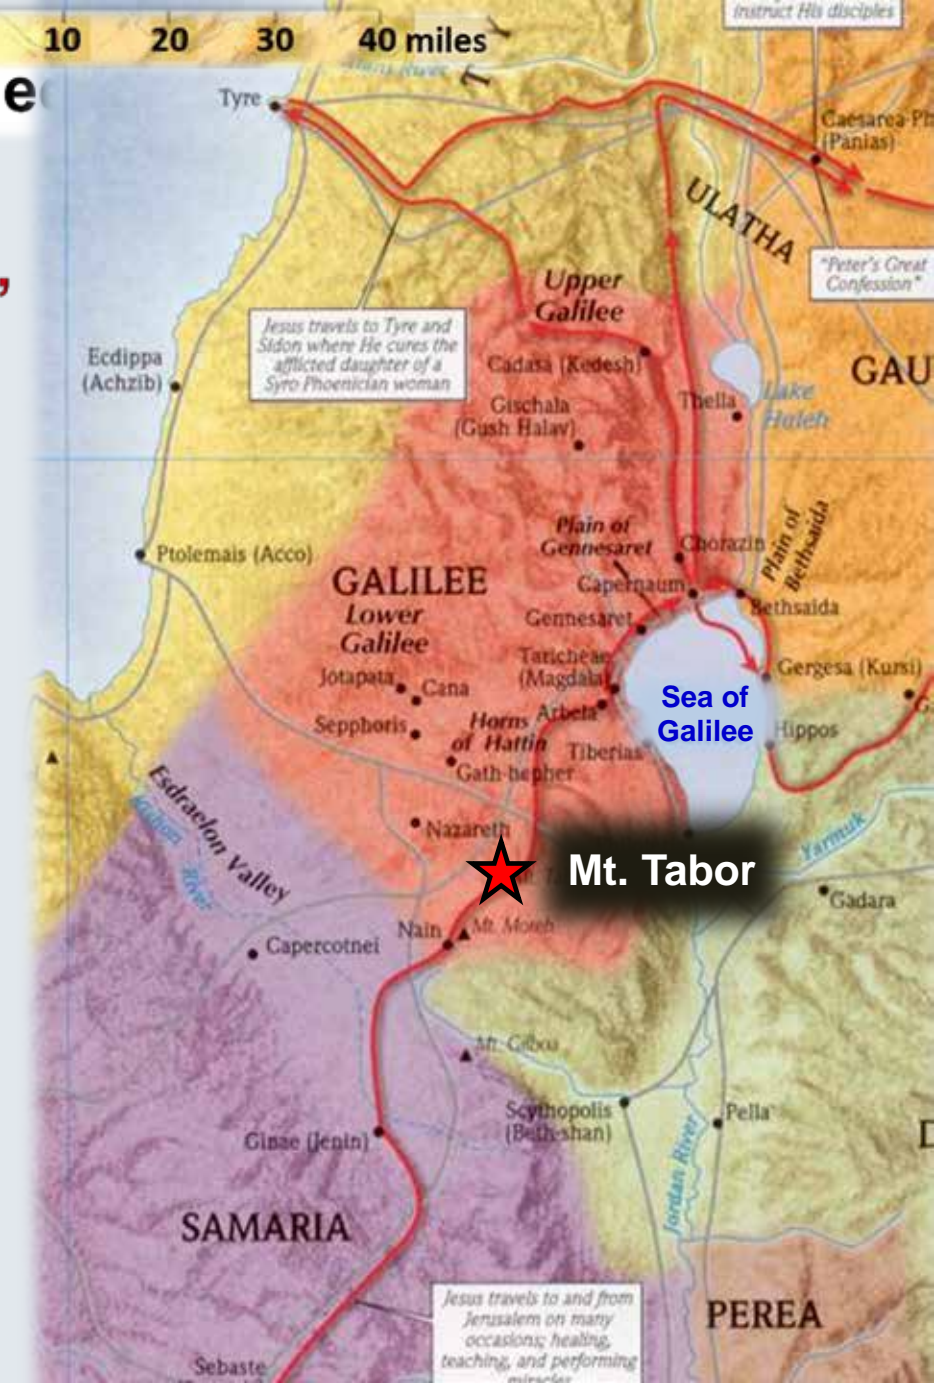 instruct His disciples
10 20 30 40 miles
e
T Y
Tyre
Caesarea-Ph
(Panias)
ULATHA
"Peter's Great
Confession"
Upper
Galilee
Jesus travels to Tyre and
Sidon where He cures the
afflicted daughter of a
Syro Phoenician woman
Ecdippa
(Achzib)
Cadasa (Kedesh)
GAU
Thella
Lake
Huleh
Gischala
(Gush Halav)
Plain of
Gennesaret
Chorazin
Plain of
Bethsaida
Ptolemais (Acco)
GALILEE
Lower
Galilee
Capernaum
Bethsaida
Gennesaret
Taricheae
(Magdala)
Gergesa (Kursi)
Jotapata
Cana
Sea of
Galilee
Sepphoris
Horns
of Hattin
Arbela
G
Hippos
Tiberias
Gath-hepher
Esdraelon Valley
Kishon
River
Nazareth
Mt. Tabor
Yarmuk
Gadara
Nain
Mt. Moreh
Capercotnei
Mt. Gilboa
Scythopolis
(Beth-shan)
Pella
Ginae (Jenin)
Jordan River
D
SAMARIA
Jesus travels to and from
Jerusalem on many
occasions; healing,
teaching, and performing
miracles
PEREA
Sebaste